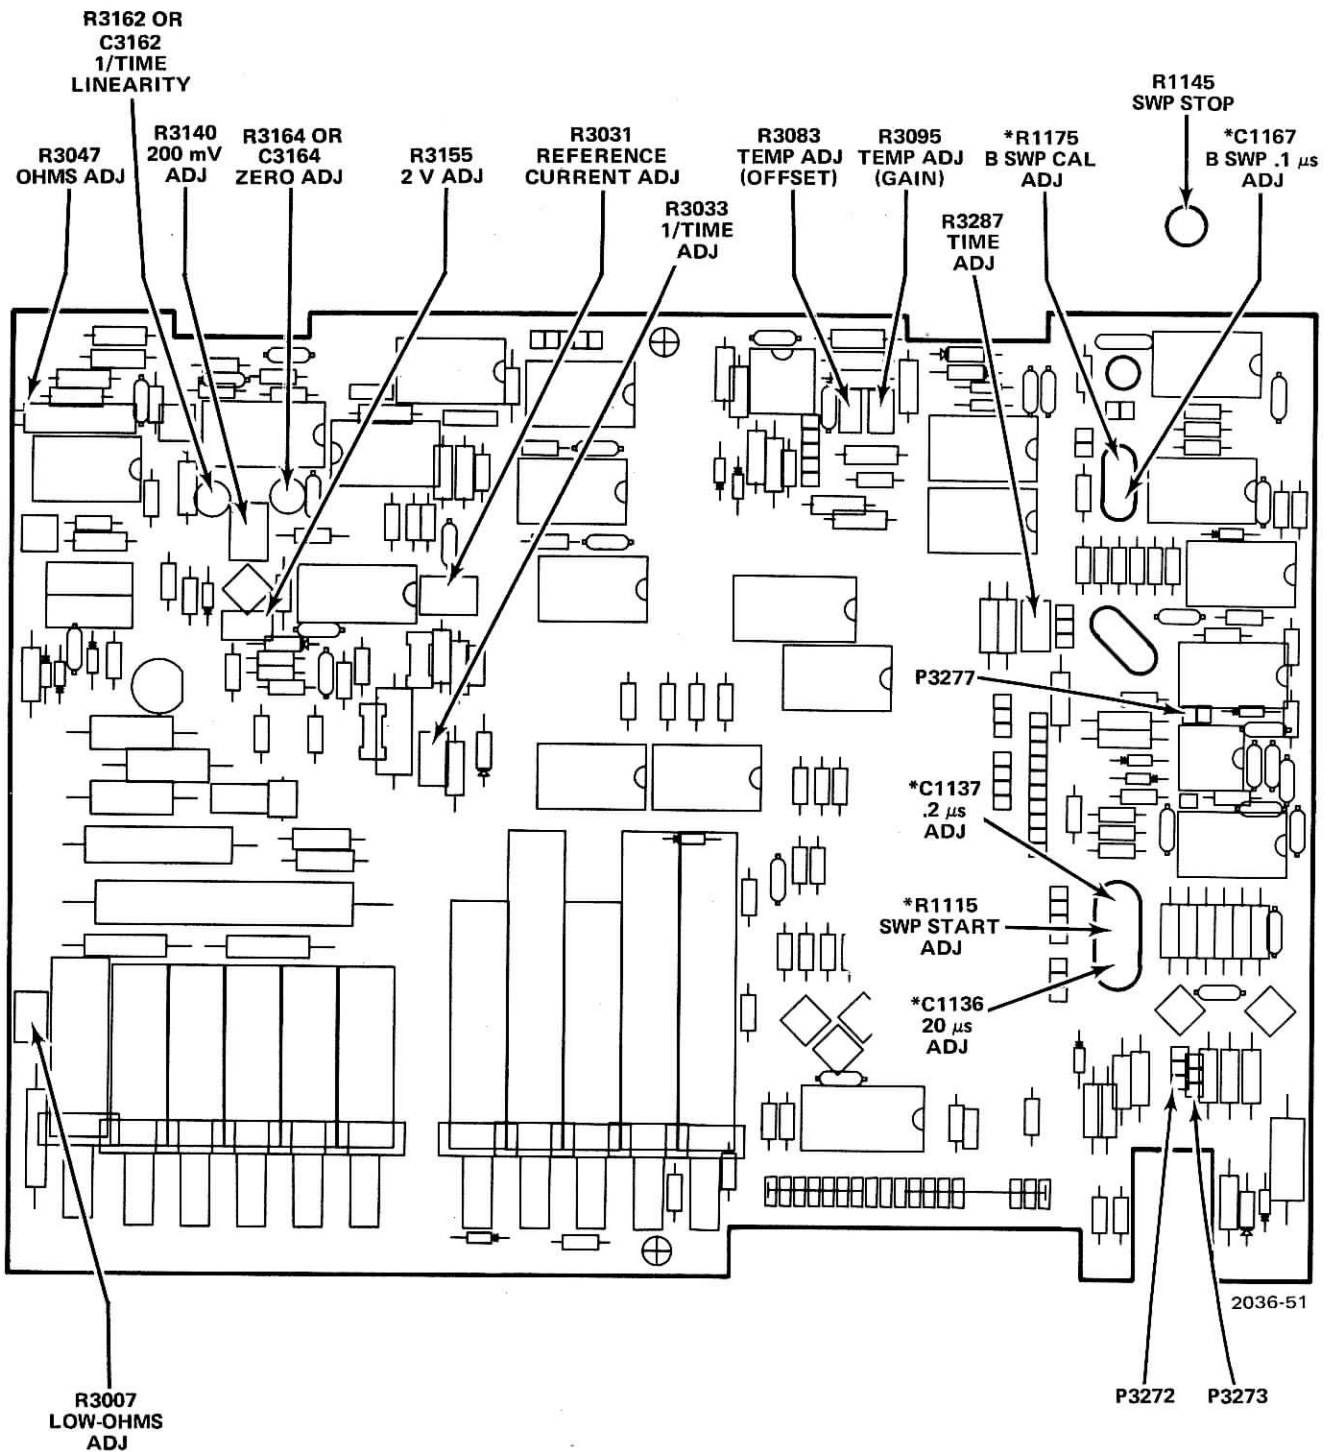 R3162 OR
C3162
1/TIME
LINEARITY
R3047
OHMS ADJ
R3140
200 mV
ADJ
R3164 OR
C3164
ZERO ADJ
R3155
2 V ADJ
R3031
REFERENCE
CURRENT ADJ
R3033
1/TIME
ADJ
R3083
TEMP ADJ
(OFFSET)
R3095
TEMP ADJ
(GAIN)
R3287
TIME
ADJ
*R1175
B SWP CAL
ADJ
R1145
SWP STOP
*C1167
B SWP .1 μs
ADJ
P3277
*C1137
.2 μs
ADJ
*R1115
SWP START
ADJ
*C1136
20 μs
ADJ
2036-51
R3007
LOW-OHMS
ADJ
P3272
P3273